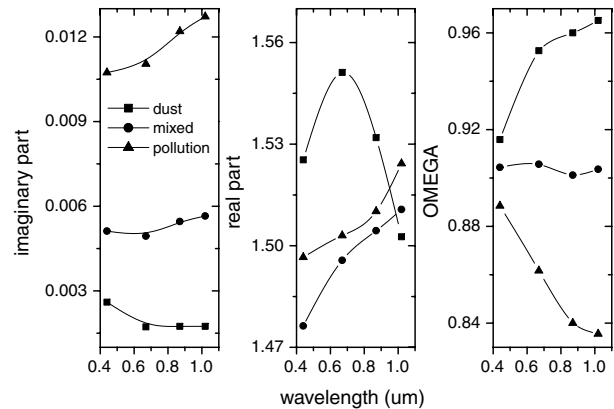 imaginary part
0.012
0.009
0.006
0.003
dust
mixed
pollution
0.4 0.6 0.8 1.0
real part
1.56
1.53
1.50
1.47
0.4 0.6 0.8 1.0
OMEGA
0.96
0.92
0.88
0.84
0.4 0.6 0.8 1.0
wavelength (um)